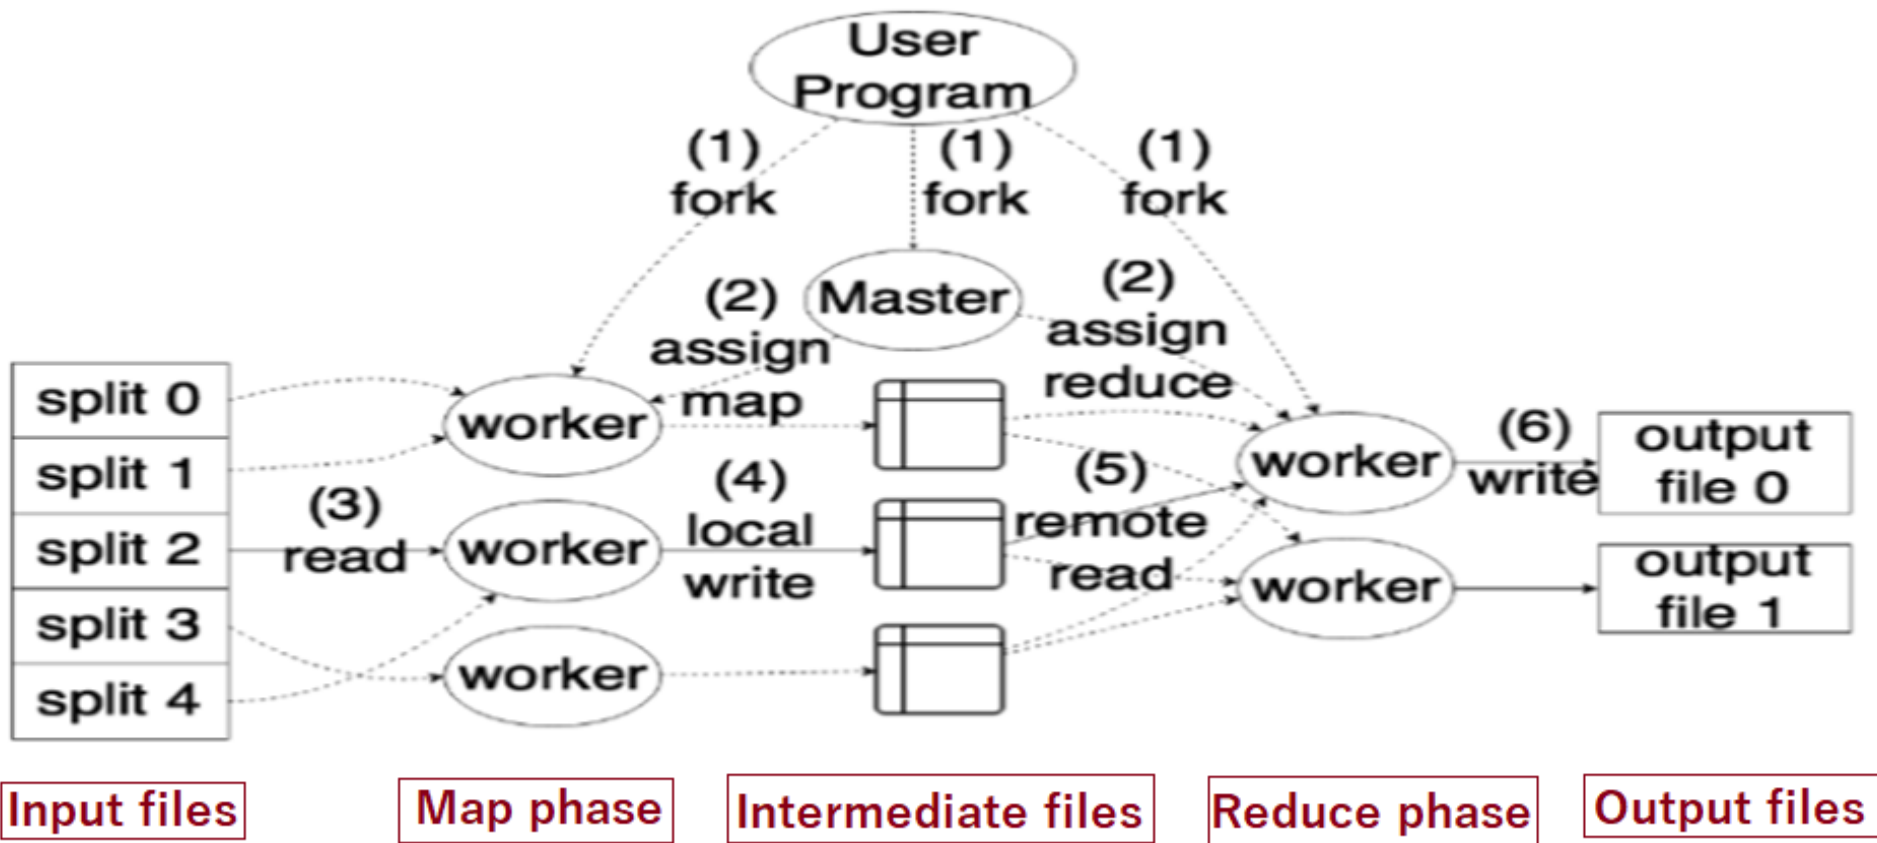 User
Program
(1)
fork
(1)
fork
(1)
fork
Master
(2)
assign
map
(2)
assign
reduce
split 0
split 1
split 2
split 3
split 4
(3)
read
worker
worker
worker
(4)
local
write
(5)
remote
read
worker
worker
(6)
write
output
file 0
output
file 1
Input files
Map phase
Intermediate files
Reduce phase
Output files